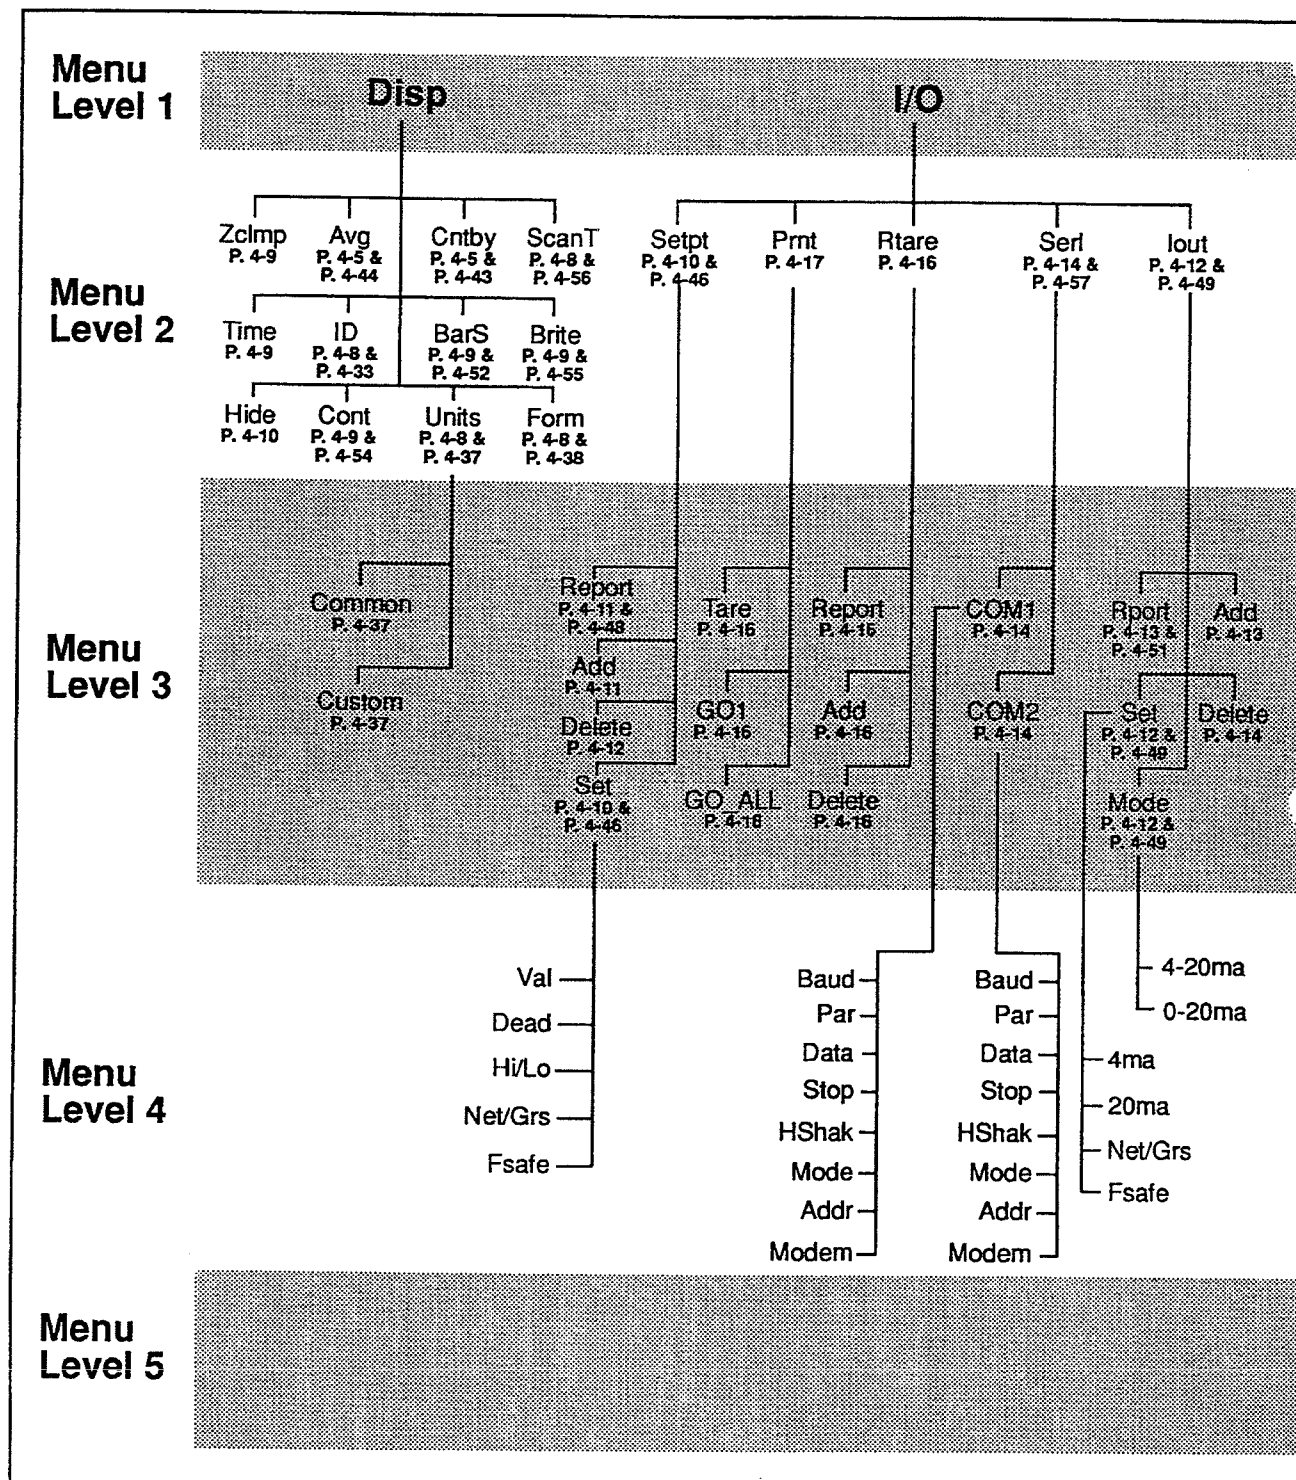 Menu
Level 1
Disp
I/O
Menu
Level 2
Zclmp
P. 4-9
Avg
P. 4-5 &
P. 4-44
Cntby
P. 4-5 &
P. 4-43
ScanT
P. 4-8 &
P. 4-56
Time
P. 4-9
ID
P. 4-8 &
P. 4-33
BarS
P. 4-9 &
P. 4-52
Brite
P. 4-9 &
P. 4-55
Hide
P. 4-10
Cont
P. 4-9 &
P. 4-54
Units
P. 4-8 &
P. 4-37
Form
P. 4-8 &
P. 4-38
Setpt
P. 4-10 &
P. 4-46
Prnt
P. 4-17
Rtare
P. 4-16
Serl
P. 4-14 &
P. 4-57
Iout
P. 4-12 &
P. 4-49
Menu
Level 3
Common
P. 4-37
Custom
P. 4-37
Report
P. 4-11 &
P. 4-48
Add
P. 4-11
Delete
P. 4-12
Set
P. 4-10 &
P. 4-46
Tare
P. 4-16
GO1
P. 4-16
GO_ALL
P. 4-16
Report
P. 4-16
Add
P. 4-16
Delete
P. 4-16
COM1
P. 4-14
COM2
P. 4-14
Rport
P. 4-13 &
P. 4-51
Add
P. 4-13
Set
P. 4-12 &
P. 4-49
Delete
P. 4-14
Mode
P. 4-12 &
P. 4-49
Menu
Level 4
Val
Dead
Hi/Lo
Net/Grs
Fsafe
Baud
Par
Data
Stop
HShak
Mode
Addr
Modem
Baud
Par
Data
Stop
HShak
Mode
Addr
Modem
4-20ma
0-20ma
4ma
20ma
Net/Grs
Fsafe
Menu
Level 5